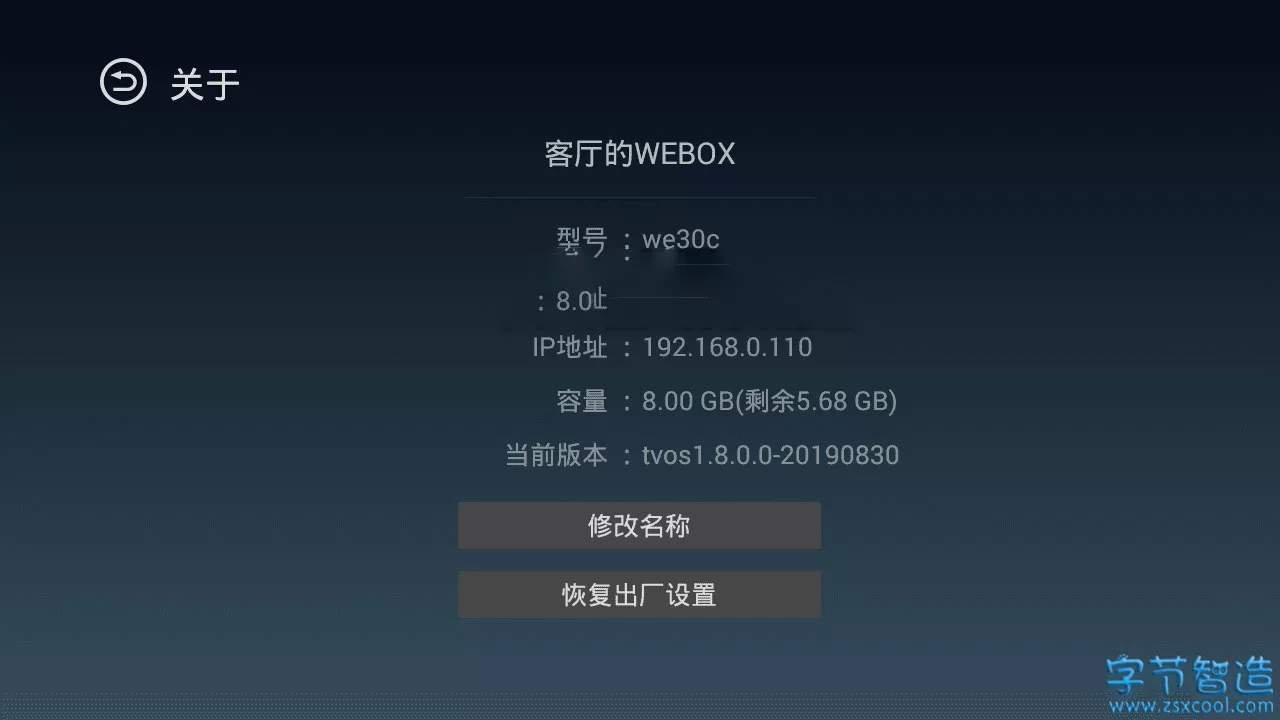 关于
客厅的WEBOX
型号 : we30c
: 8.0
IP地址 : 192.168.0.110
容量 : 8.00 GB(剩余5.68 GB)
当前版本 : tvos1.8.0.0-20190830
修改名称
恢复出厂设置
字节智造
www.zsxcool.com